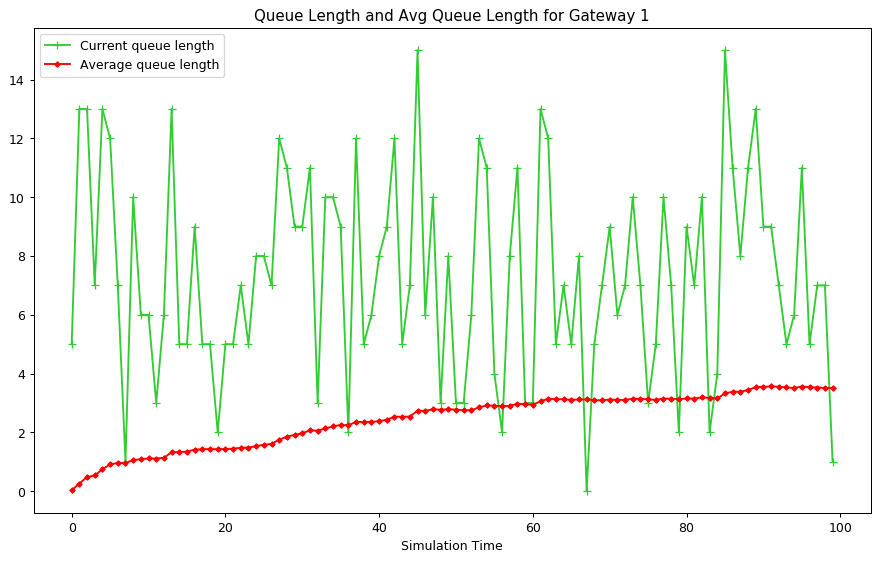 Queue Length and Avg Queue Length for Gateway 1
Current queue length
Average queue length
14
12
10
8
6
4
2
0
0 20 40 60 80 100
Simulation Time